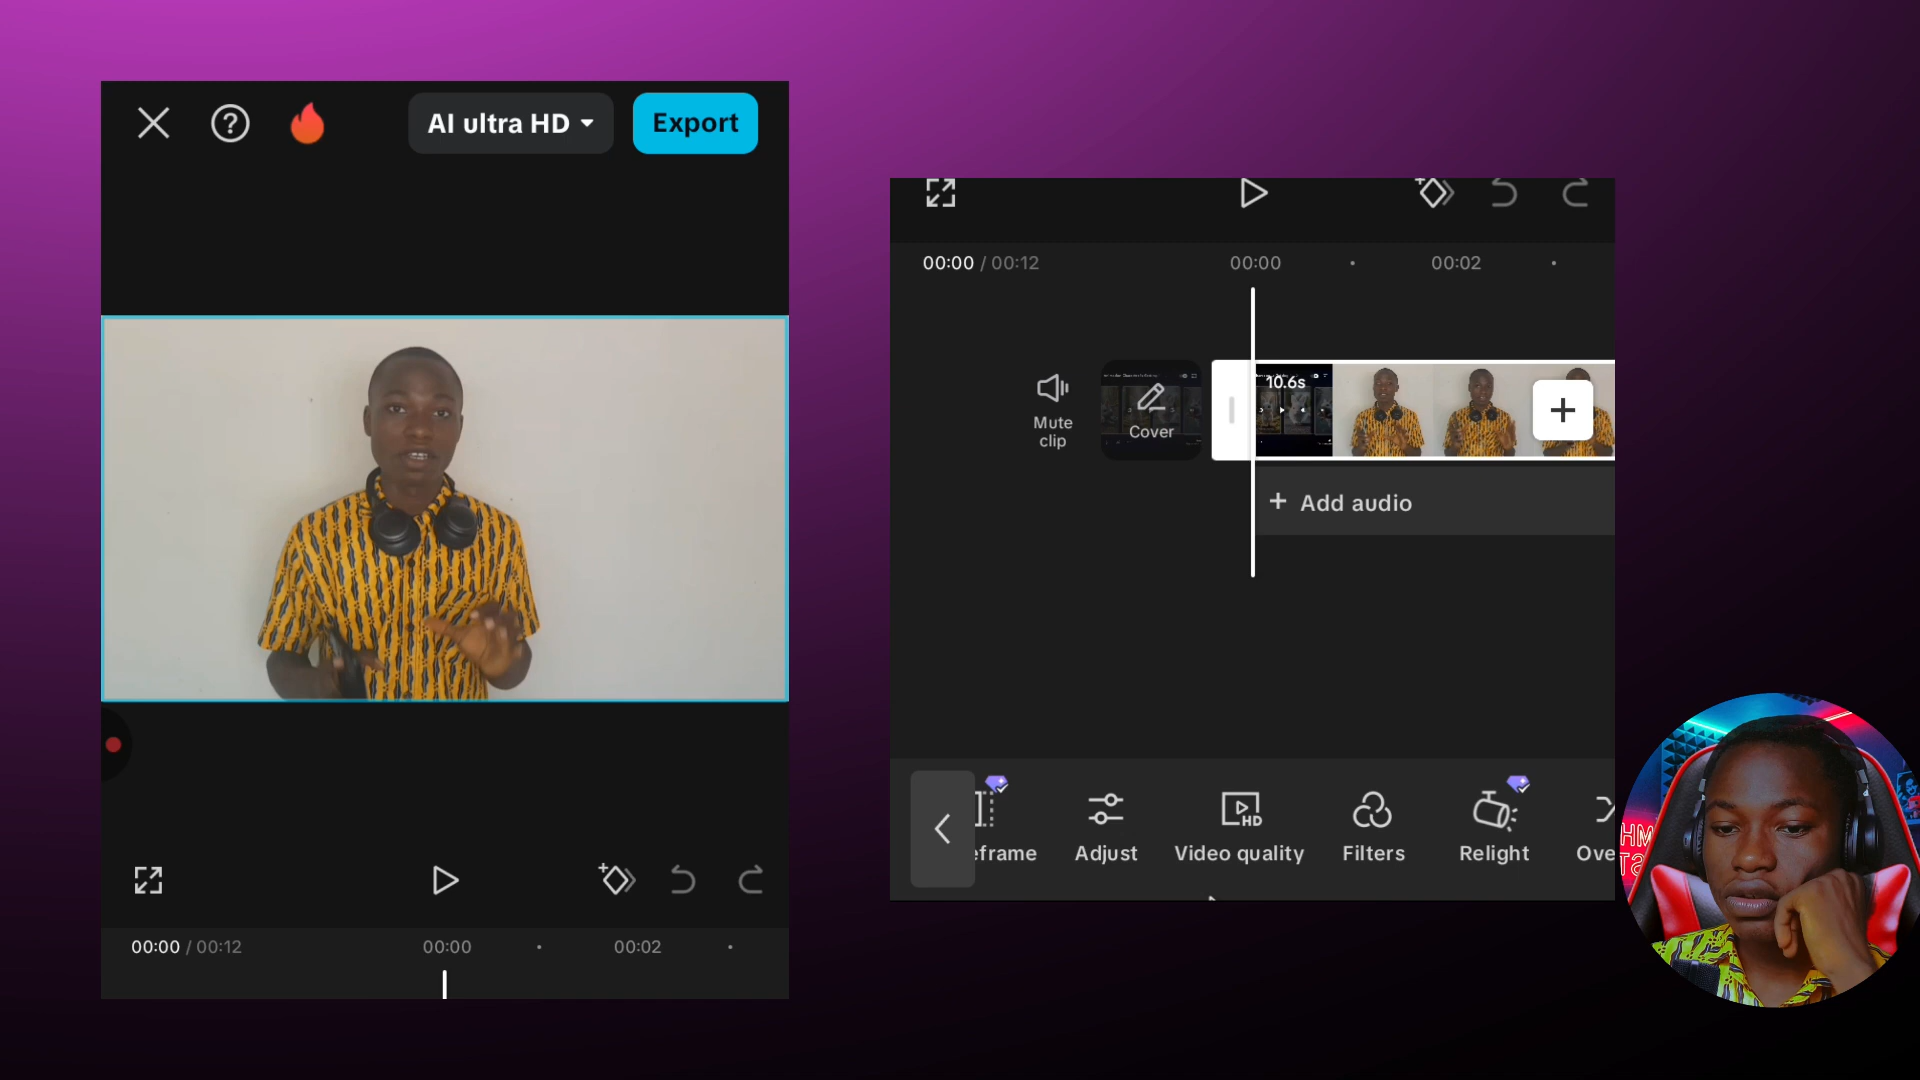 AI ultra HD
Export
00:00 / 00:12
00:00
00:02
00:00 / 00:12
00:00
00:02
Mute
clip
Cover
10.6s
+ Add audio
eframe
Adjust
Video quality
Filters
Relight
Ove